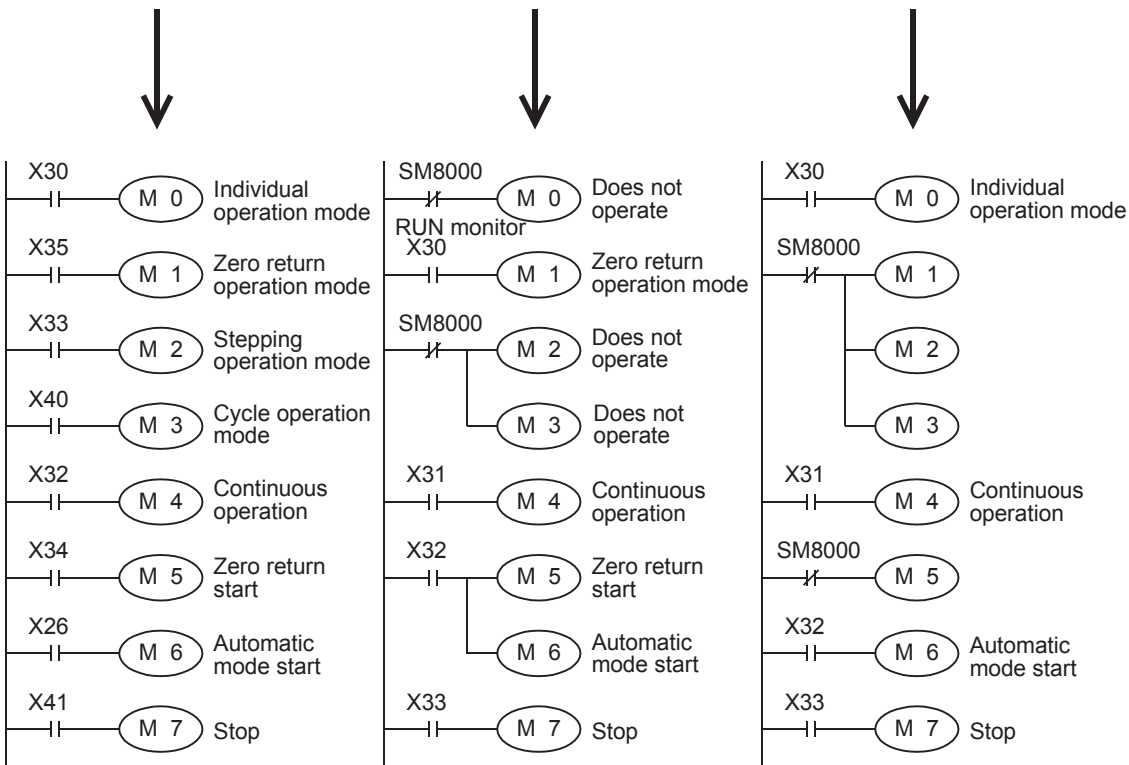 X30
M 0
Individual
operation mode
X35
M 1
Zero return
operation mode
X33
M 2
Stepping
operation mode
X40
M 3
Cycle operation
mode
X32
M 4
Continuous
operation
X34
M 5
Zero return
start
X26
M 6
Automatic
mode start
X41
M 7
Stop
SM8000
M 0
Does not
operate
RUN monitor
X30
M 1
Zero return
operation mode
SM8000
M 2
Does not
operate
M 3
Does not
operate
X31
M 4
Continuous
operation
X32
M 5
Zero return
start
M 6
Automatic
mode start
X33
M 7
Stop
X30
M 0
Individual
operation mode
SM8000
M 1
M 2
M 3
X31
M 4
Continuous
operation
SM8000
M 5
X32
M 6
Automatic
mode start
X33
M 7
Stop